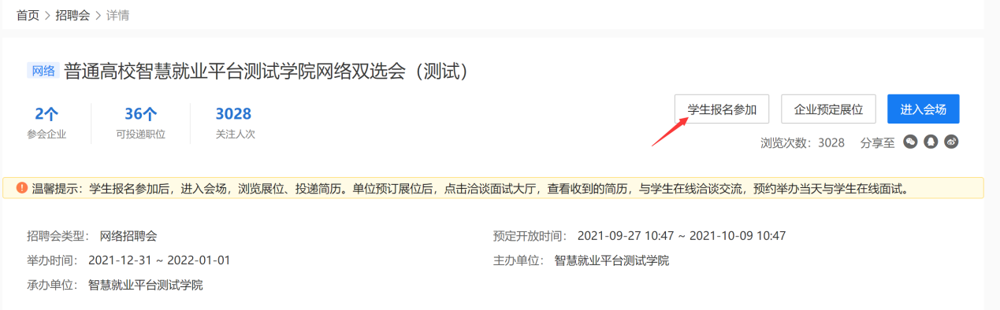 首页 > 招聘会 > 详情
网络 普通高校智慧就业平台测试学院网络双选会（测试）
2个 36个 3028
参会企业 可投递职位 关注人次
学生报名参加 企业预定展位 进入会场
浏览次数：3028 分享至
温馨提示：学生报名参加后，进入会场，浏览展位、投递简历。单位预订展位后，点击洽谈面试大厅，查看收到的简历，与学生在线洽谈交流，预约举办当天与学生在线面试。
招聘会类型： 网络招聘会 预定开放时间： 2021-09-27 10:47 ~ 2021-10-09 10:47
举办时间： 2021-12-31 ~ 2022-01-01 主办单位： 智慧就业平台测试学院
承办单位： 智慧就业平台测试学院